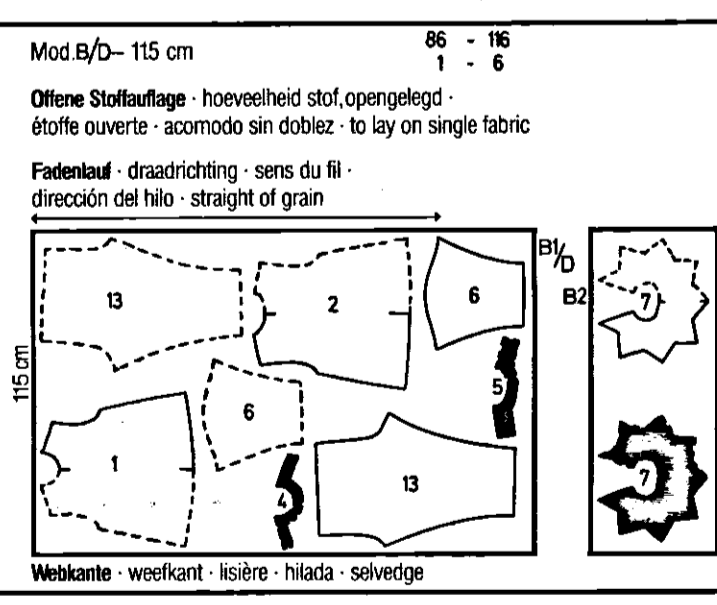 Mod.B/D– 115 cm
86 - 116
1 - 6
Offene Stoffauflage · hoeveelheid stof, opengelegd ·
étoffe ouverte · acomodo sin doblez · to lay on single fabric
Fadenlauf · draadrichting · sens du fil ·
dirección del hilo · straight of grain
115 cm
13
2
6
B1/D
B2
7
5
6
1
4
13
7
Webkante · weefkant · lisière · hilada · selvedge